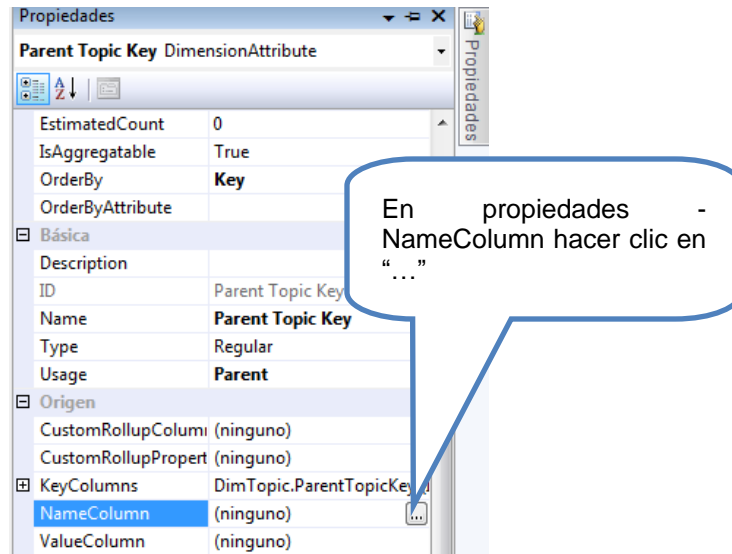 Propiedades
Parent Topic Key DimensionAttribute
EstimatedCount 0
IsAggregatable True
OrderBy Key
OrderByAttribute
Básica
Description
ID Parent Topic Key
Name Parent Topic Key
Type Regular
Usage Parent
Origen
CustomRollupColumn (ninguno)
CustomRollupPropert (ninguno)
KeyColumns DimTopic.ParentTopicKey
NameColumn (ninguno) ...
ValueColumn (ninguno)
Propiedades
En propiedades -
NameColumn hacer clic en
“…”